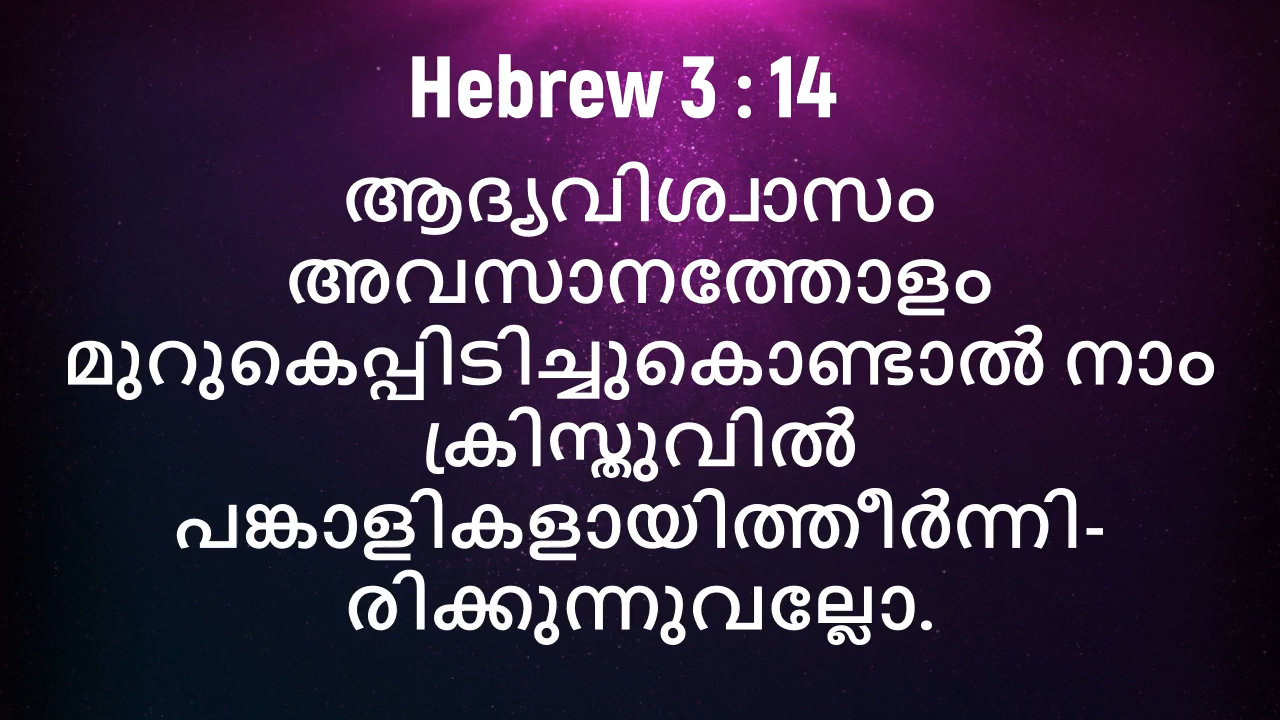 Hebrew 3 : 14
ആദ്യവിശ്വാസം
അവസാനത്തോളം
മുറുകെപ്പിടിച്ചുകൊണ്ടാൽ നാം
ക്രിസ്തുവിൽ
പങ്കാളികളായിത്തീർന്നി-
രിക്കുന്നുവല്ലോ.